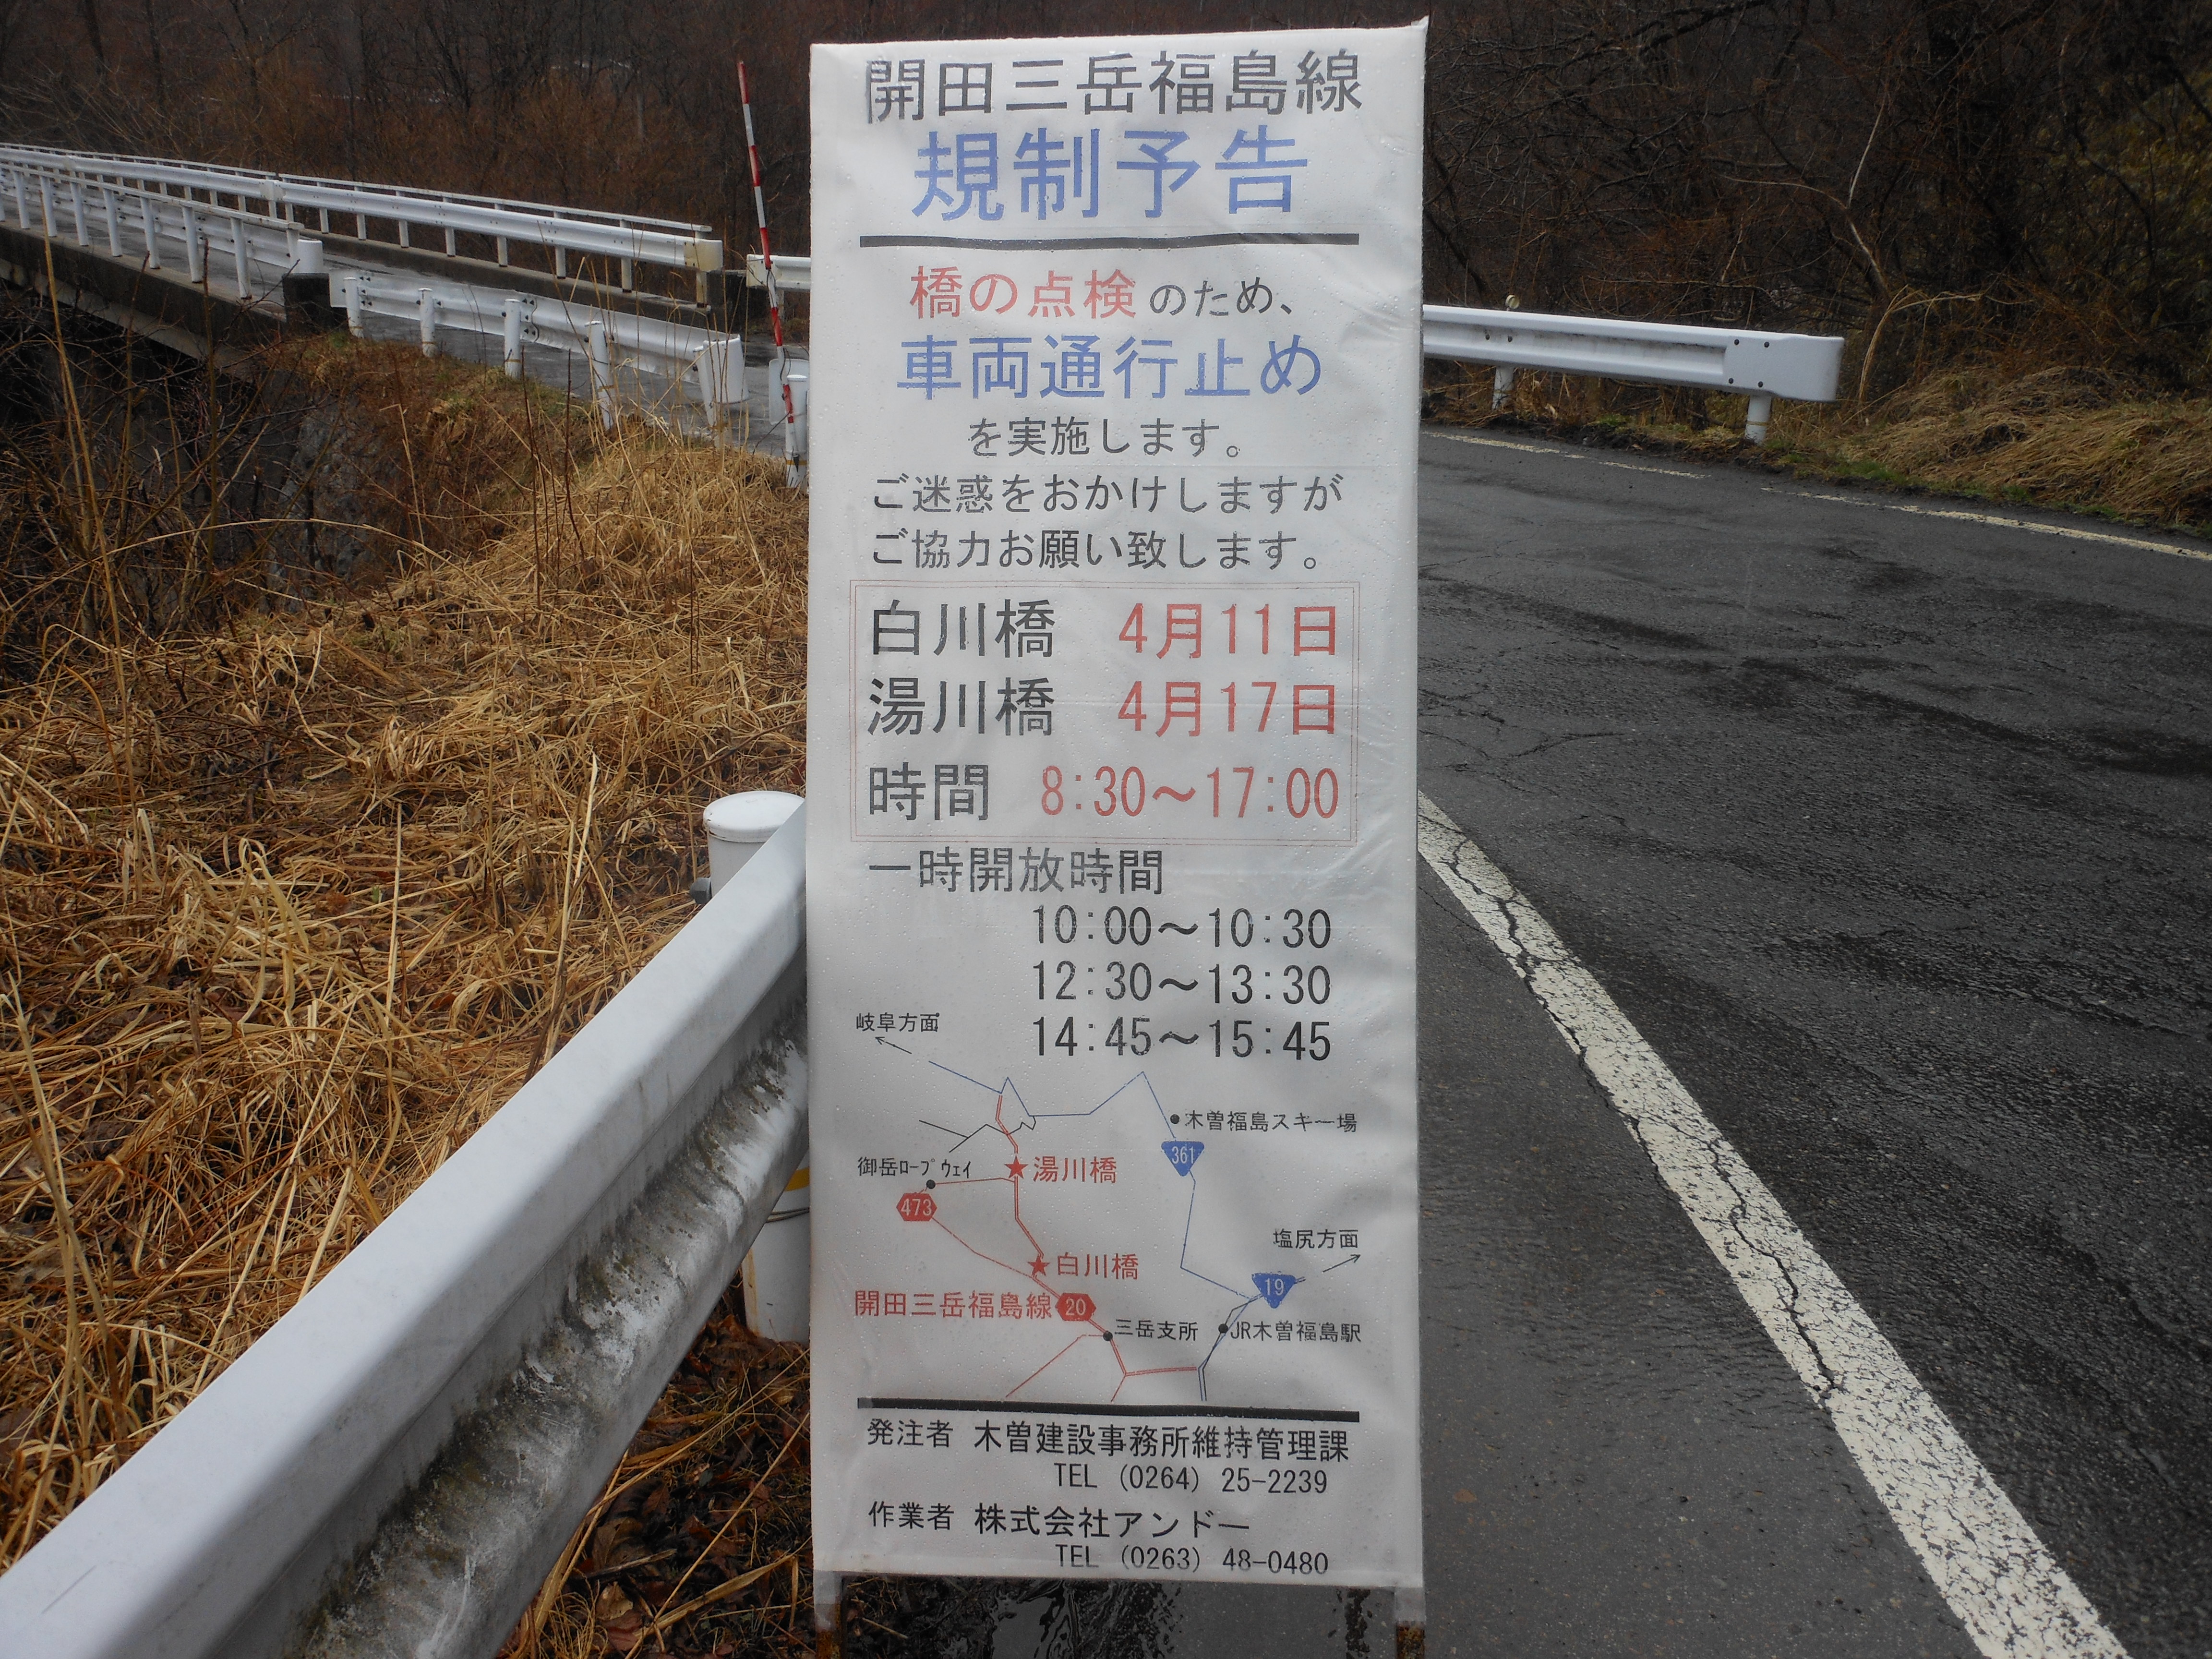 開田三岳福島線
規制予告
橋の点検のため、
車両通行止め
を実施します。
ご迷惑をおかけしますが
ご協力お願い致します。
白川橋 4月11日
湯川橋 4月17日
時間 8:30～17:00
一時開放時間
10:00～10:30
12:30～13:30
14:45～15:45
岐阜方面
木曽福島スキー場
361
御岳ロープウェイ
湯川橋
473
塩尻方面
白川橋
19
開田三岳福島線 20
三岳支所
JR木曽福島駅
発注者 木曽建設事務所維持管理課
TEL (0264) 25-2239
作業者 株式会社アンドー
TEL (0263) 48-0480